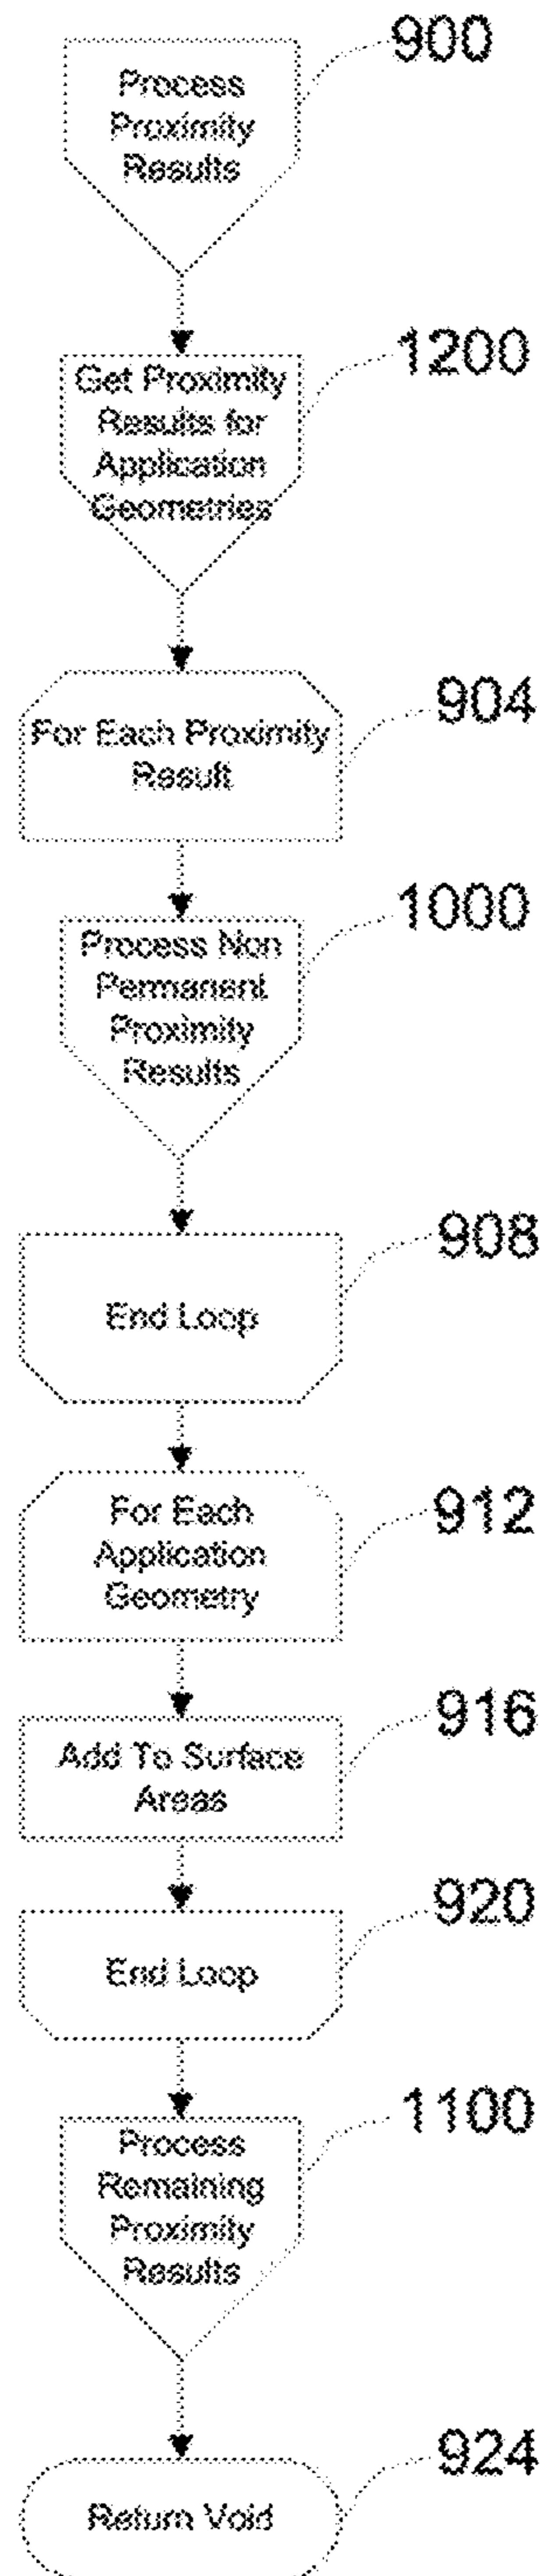 900
Process
Proximity
Results
1200
Get Proximity
Results for
Application
Geometries
904
For Each Proximity
Result
1000
Process Non
Permanent
Proximity
Results
908
End Loop
912
For Each
Application
Geometry
916
Add To Surface
Areas
920
End Loop
1100
Process
Remaining
Proximity
Results
924
Return Void